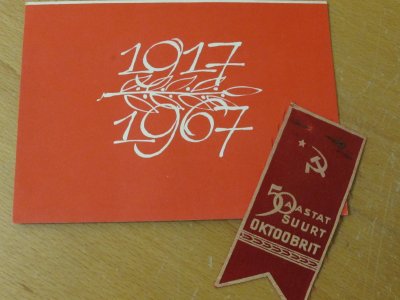 1917
1967
50 AASTAT
SUURT
OKTOOBRIT